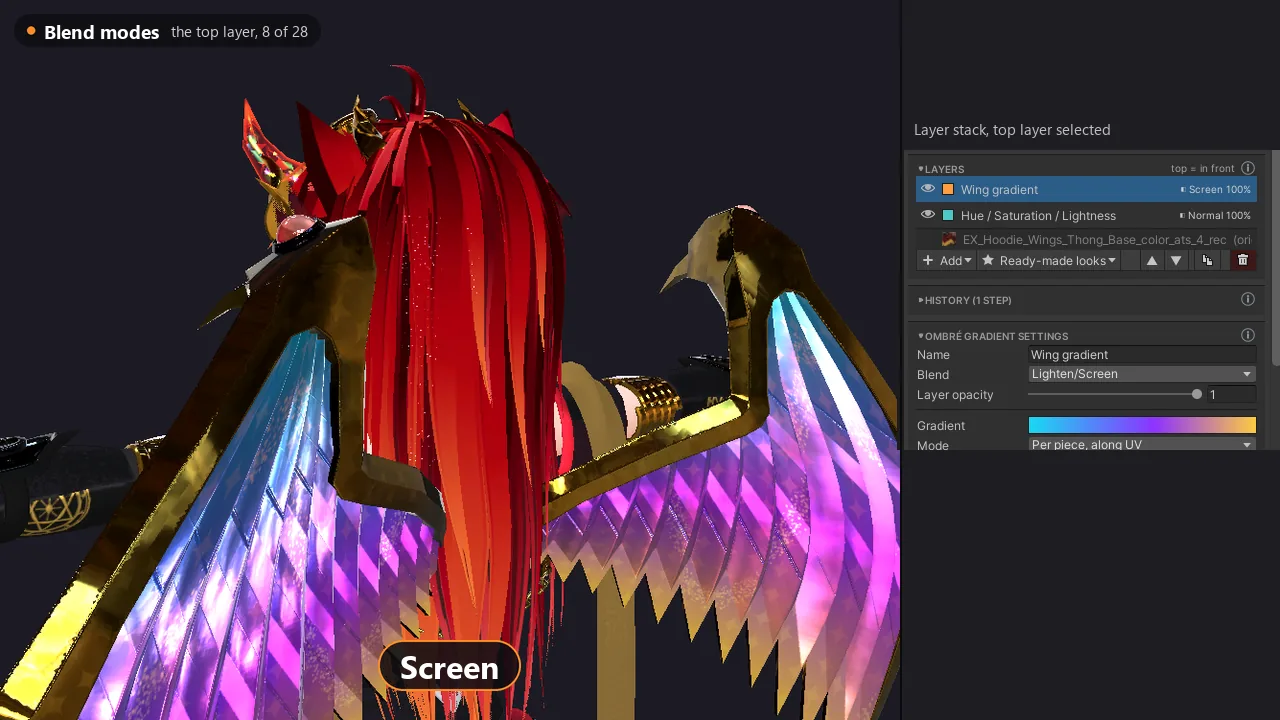 Blend modes the top layer, 8 of 28
Layer stack, top layer selected
LAYERS top = in front
Wing gradient Screen 100%
Hue / Saturation / Lightness Normal 100%
EX_Hoodie_Wings_Thong_Base_color_ats_4_rec (ori
+ Add Ready-made looks
HISTORY (1 STEP)
OMBRÉ GRADIENT SETTINGS
Name Wing gradient
Blend Lighten/Screen
Layer opacity 1
Gradient
Mode Per piece, along UV
Screen